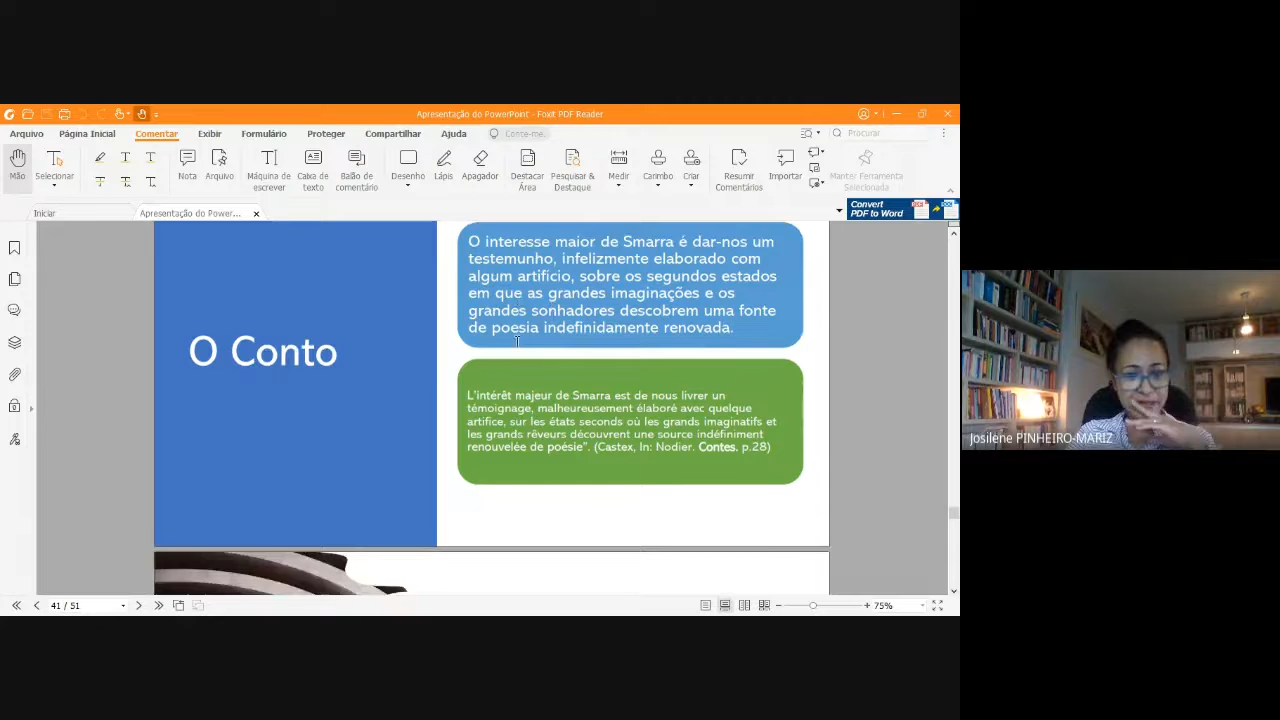 Apresentação do PowerPoint - Foxit PDF Reader
Arquivo Página Inicial Comentar Exibir Formulário Proteger Compartilhar Ajuda Conte-me. Procurar
Mão Selecionar Nota Arquivo Máquina de escrever Caixa de texto Balão de comentário Desenho Lápis Apagador Destacar Área Pesquisar & Destaque Medir Carimbo Criar Resumir Comentários Importar Manter Ferramenta Selecionada
Iniciar Apresentação do Power... Convert PDF to Word
O Conto
O interesse maior de Smarra é dar-nos um
testemunho, infelizmente elaborado com
algum artifício, sobre os segundos estados
em que as grandes imaginações e os
grandes sonhadores descobrem uma fonte
de poesia indefinidamente renovada.
L'intérêt majeur de Smarra est de nous livrer un
témoignage, malheureusement élaboré avec quelque
artifice, sur les états seconds où les grands imaginatifs et
les grands rêveurs découvrent une source indéfiniment
renouvelée de poésie". (Castex, In: Nodier. Contes. p.28)
Josilene PINHEIRO-MARIZ
41 / 51 75%